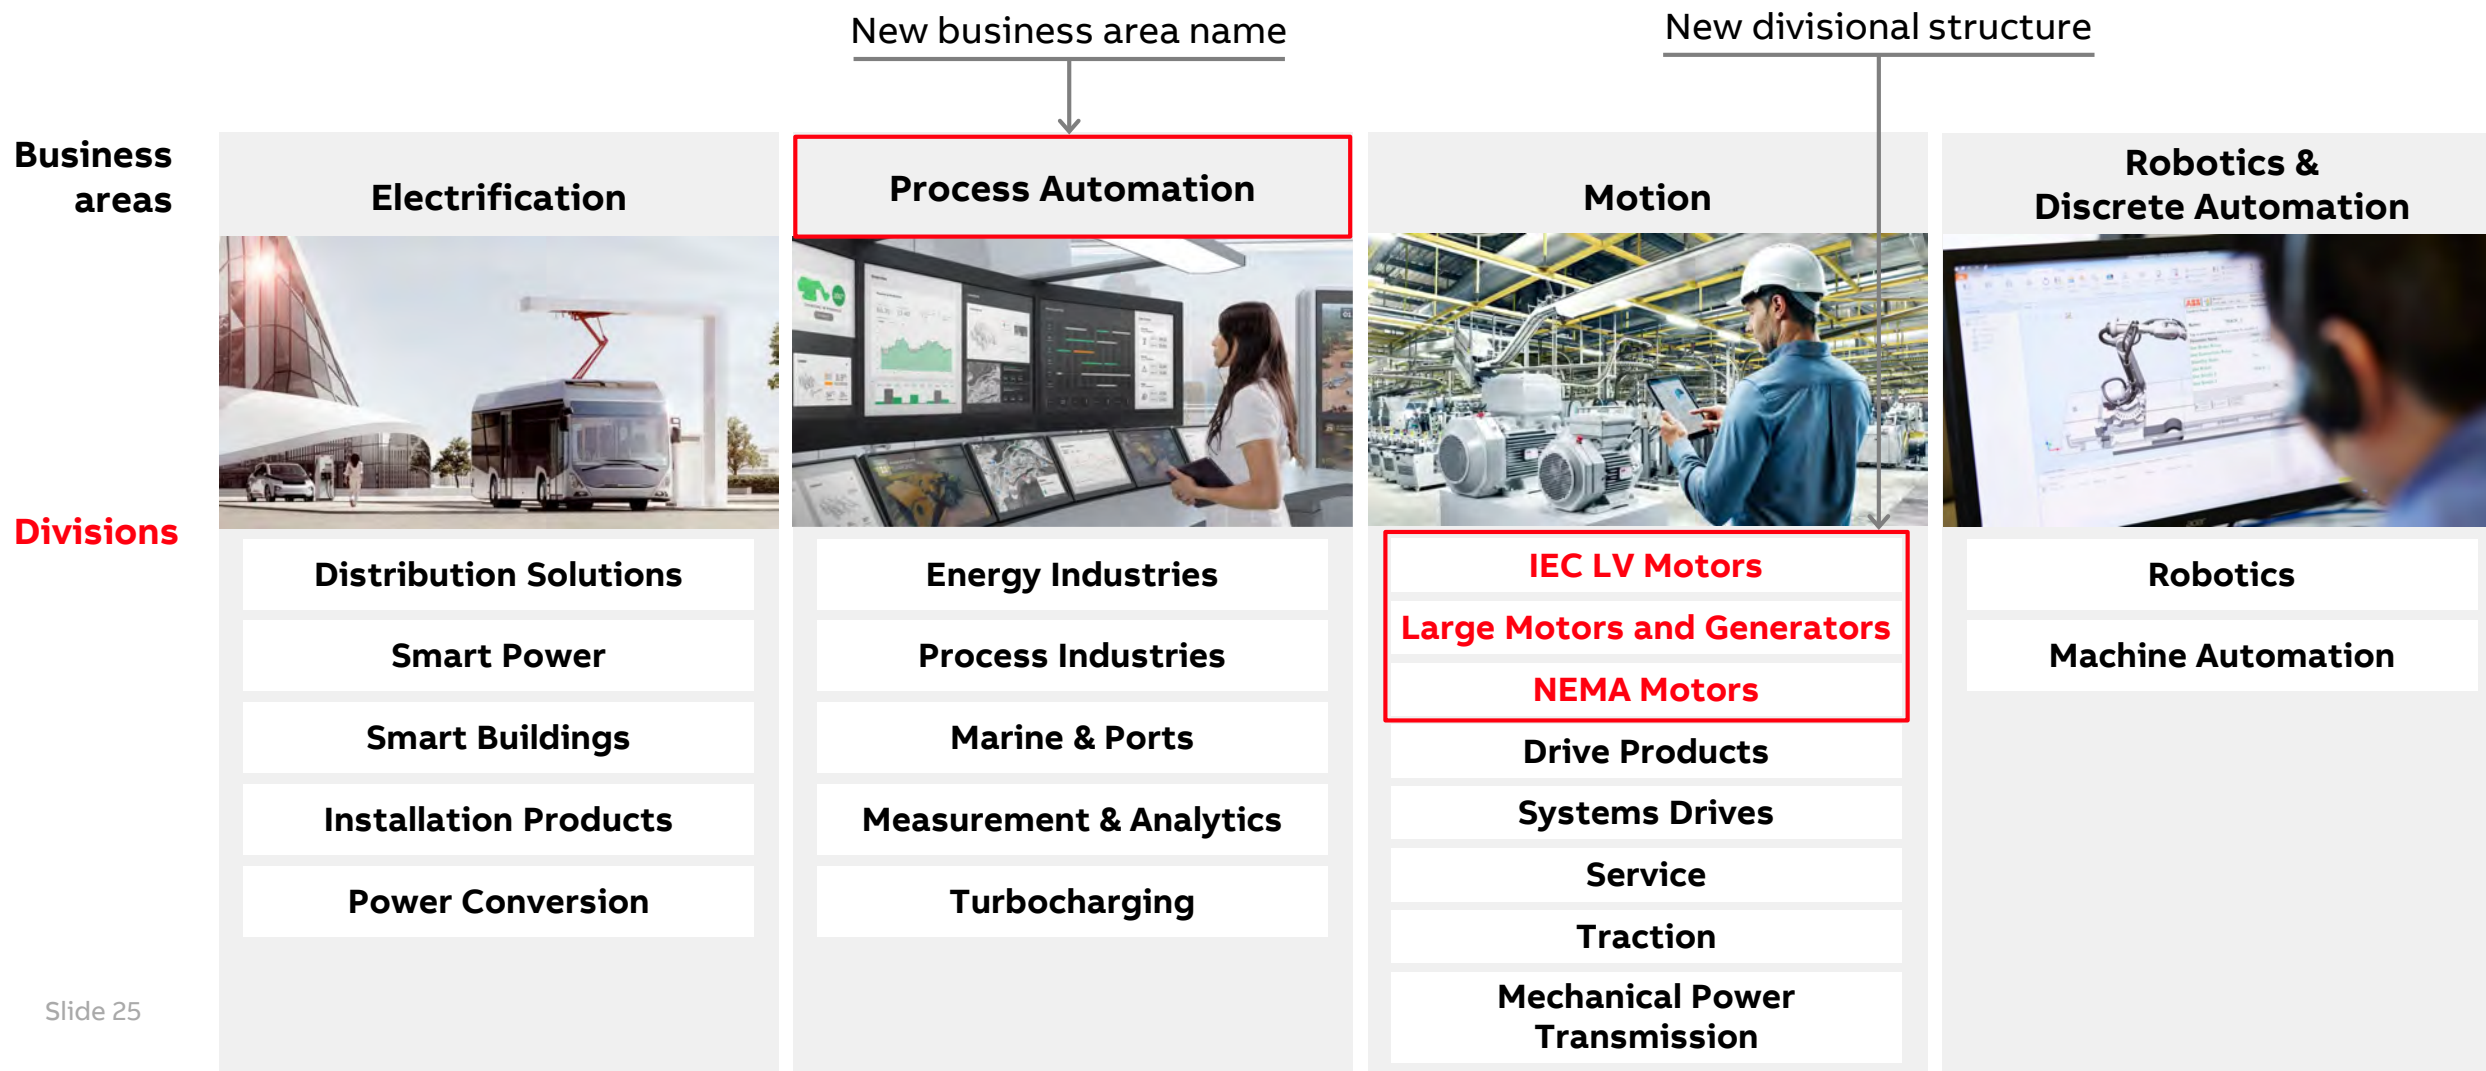 New business area name
New divisional structure
Business
areas
Electrification
Process Automation
Motion
Robotics &
Discrete Automation
ABB
acer
Divisions
Distribution Solutions
Smart Power
Smart Buildings
Installation Products
Power Conversion
Energy Industries
Process Industries
Marine & Ports
Measurement & Analytics
Turbocharging
IEC LV Motors
Large Motors and Generators
NEMA Motors
Drive Products
Systems Drives
Service
Traction
Mechanical Power
Transmission
Robotics
Machine Automation
Slide 25